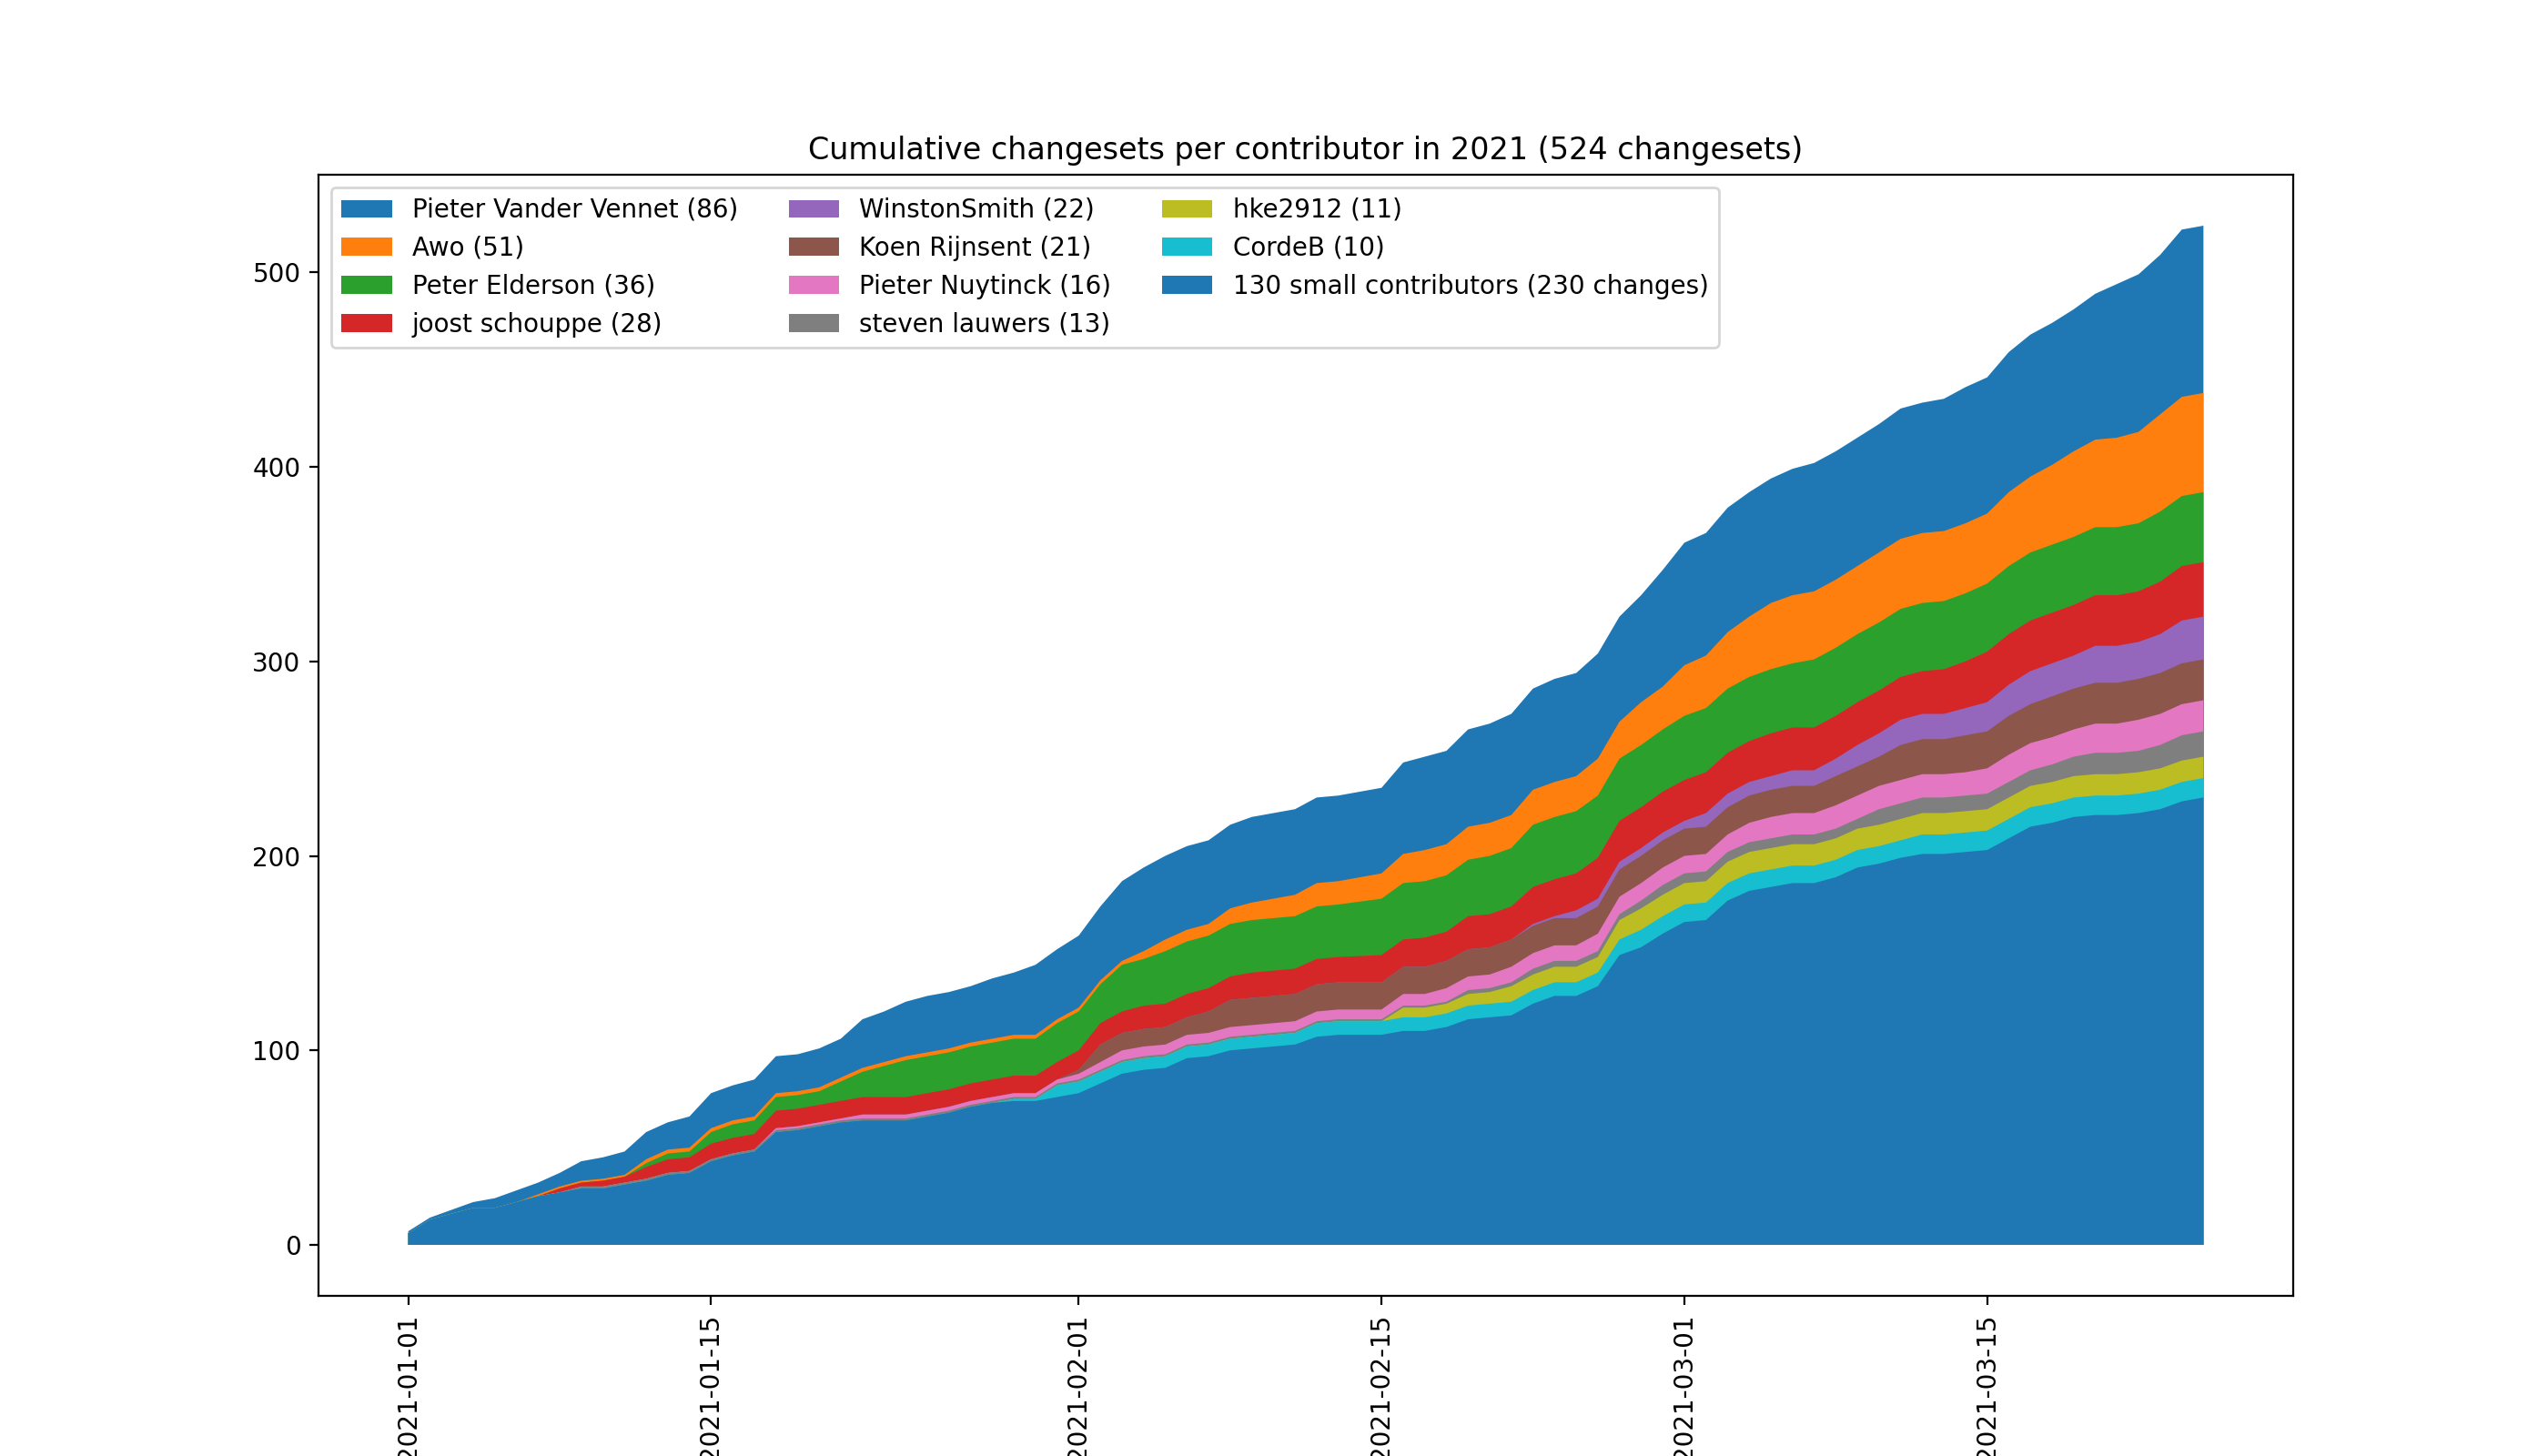 Cumulative changesets per contributor in 2021 (524 changesets)
Pieter Vander Vennet (86)
Awo (51)
Peter Elderson (36)
joost schouppe (28)
WinstonSmith (22)
Koen Rijnsent (21)
Pieter Nuytinck (16)
steven lauwers (13)
hke2912 (11)
CordeB (10)
130 small contributors (230 changes)
500
400
300
200
100
0
2021-01-01
2021-01-15
2021-02-01
2021-02-15
2021-03-01
2021-03-15